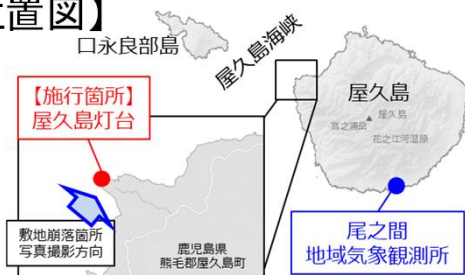 位置図】
口永良部島
屋久島海峡
【施行箇所】
屋久島灯台
屋久島
屋久島
宮之浦岳
花之江河湿原
敷地崩落箇所
写真撮影方向
鹿児島県
熊毛郡屋久島町
尾之間
地域気象観測所